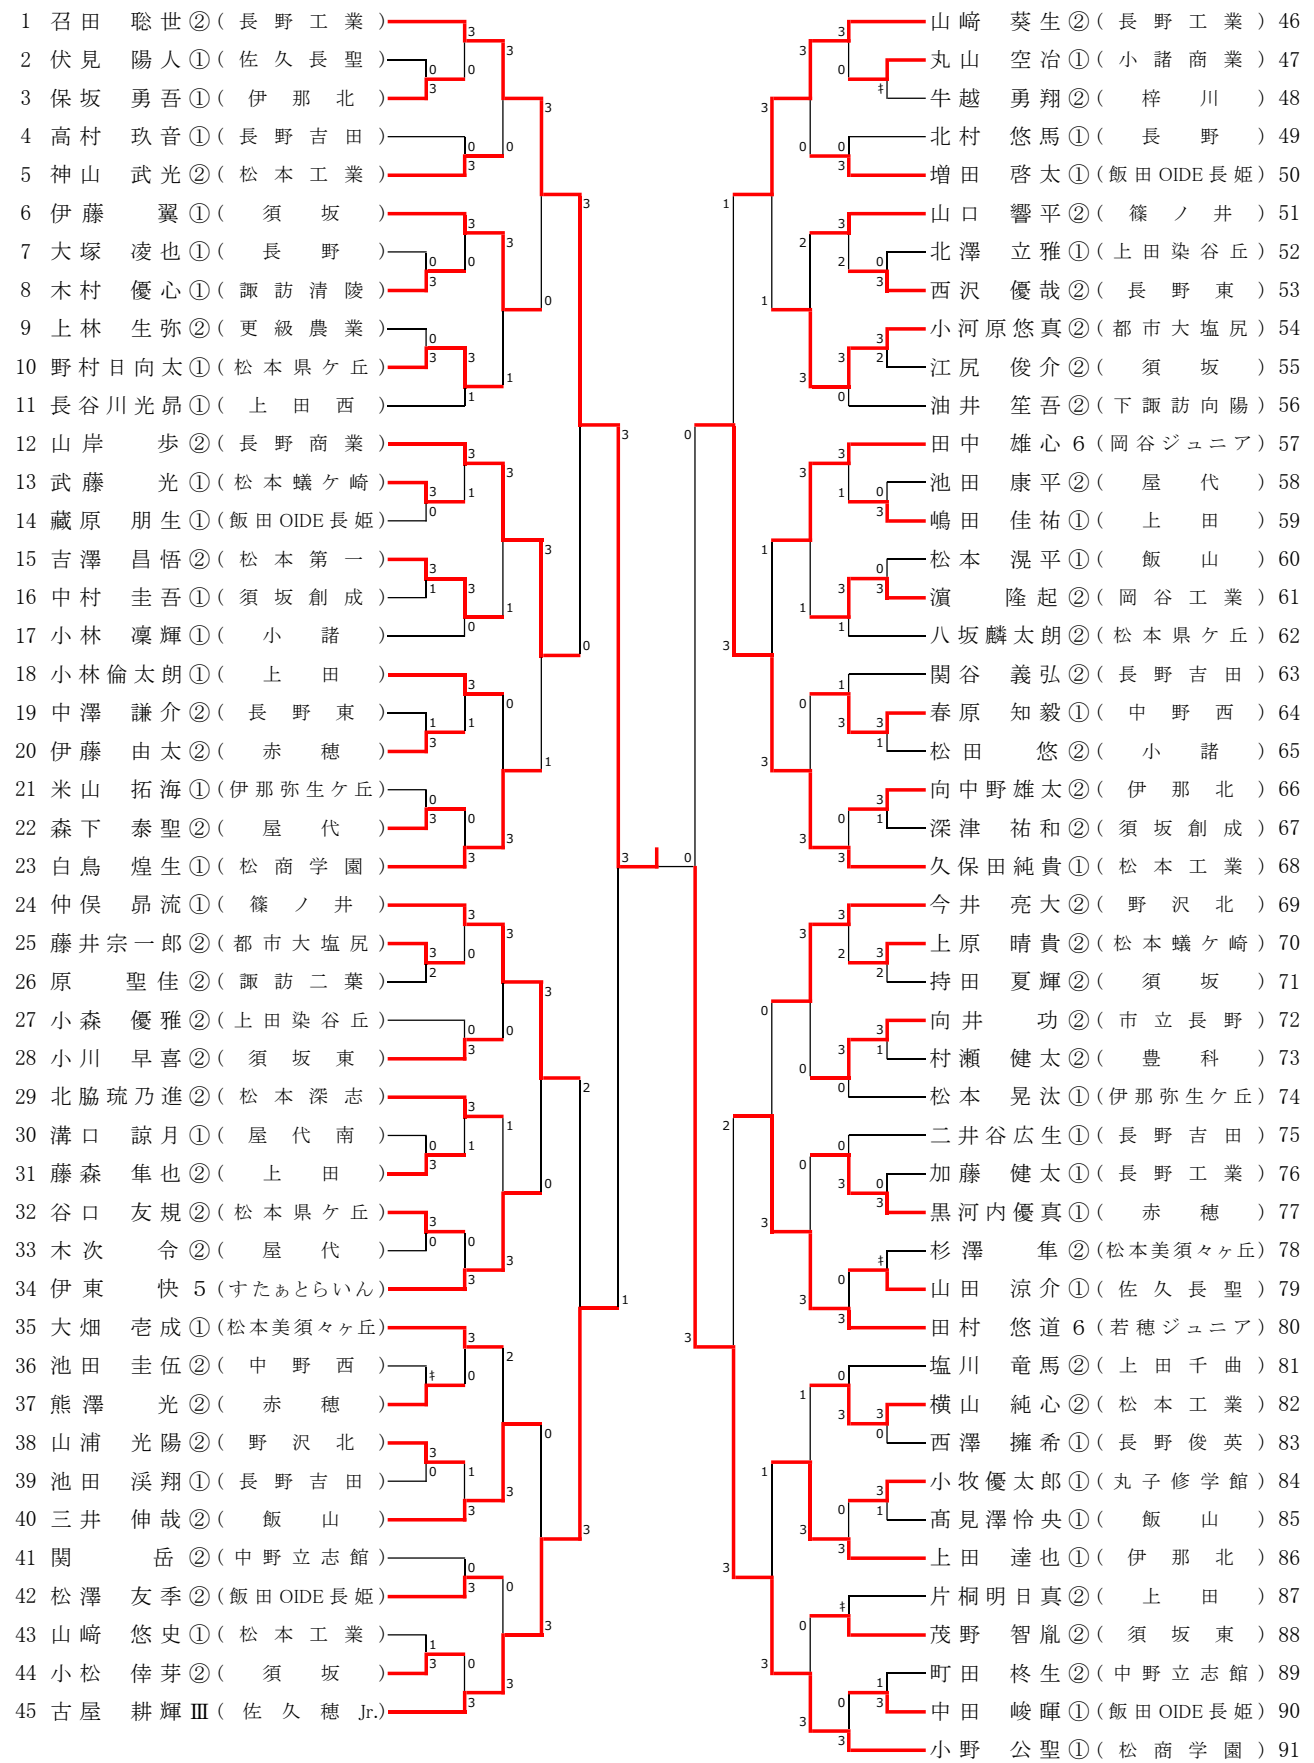 1 召田 聡世②(長野工業)
2 伏見 陽人①(佐久長聖)
3 保坂 勇吾①(伊那北)
4 高村 玖音①(長野吉田)
5 神山 武光②(松本工業)
6 伊藤 翼①(須坂)
7 大塚 凌也①(長野)
8 木村 優心①(諏訪清陵)
9 上林 生弥②(更級農業)
10 野村日向太①(松本県ケ丘)
11 長谷川光昴①(上田西)
12 山岸 歩②(長野商業)
13 武藤 光①(松本蟻ケ崎)
14 藏原 朋生①(飯田OIDE長姫)
15 吉澤 昌悟②(松本第一)
16 中村 圭吾①(須坂創成)
17 小林 凜輝①(小諸)
18 小林倫太朗①(上田)
19 中澤 謙介②(長野東)
20 伊藤 由太②(赤穂)
21 米山 拓海①(伊那弥生ケ丘)
22 森下 泰聖②(屋代)
23 白鳥 煌生①(松商学園)
24 仲俣 昴流①(篠ノ井)
25 藤井宗一郎②(都市大塩尻)
26 原 聖佳②(諏訪二葉)
27 小森 優雅②(上田染谷丘)
28 小川 早喜②(須坂東)
29 北脇琉乃進②(松本深志)
30 溝口 諒月①(屋代南)
31 藤森 隼也②(上田)
32 谷口 友規②(松本県ケ丘)
33 木次 令②(屋代)
34 伊東 快5(すたぁとらいん)
35 大畑 壱成①(松本美須々ヶ丘)
36 池田 圭伍②(中野西)
37 熊澤 光②(赤穂)
38 山浦 光陽②(野沢北)
39 池田 渓翔①(長野吉田)
40 三井 伸哉②(飯山)
41 関 岳②(中野立志館)
42 松澤 友季②(飯田OIDE長姫)
43 山﨑 悠史①(松本工業)
44 小松 倖芽②(須坂)
45 古屋 耕輝Ⅲ(佐久穂Jr.)
山﨑 葵生②(長野工業) 46
丸山 空冶①(小諸商業) 47
牛越 勇翔②(梓川) 48
北村 悠馬①(長野) 49
増田 啓太①(飯田OIDE長姫) 50
山口 響平②(篠ノ井) 51
北澤 立雅①(上田染谷丘) 52
西沢 優哉②(長野東) 53
小河原悠真②(都市大塩尻) 54
江尻 俊介②(須坂) 55
油井 笙吾②(下諏訪向陽) 56
田中 雄心6(岡谷ジュニア) 57
池田 康平②(屋代) 58
嶋田 佳祐①(上田) 59
松本 滉平①(飯山) 60
濵 隆起②(岡谷工業) 61
八坂麟太朗②(松本県ケ丘) 62
関谷 義弘②(長野吉田) 63
春原 知毅①(中野西) 64
松田 悠②(小諸) 65
向中野雄太②(伊那北) 66
深津 祐和②(須坂創成) 67
久保田純貴①(松本工業) 68
今井 亮大②(野沢北) 69
上原 晴貴②(松本蟻ケ崎) 70
持田 夏輝②(須坂) 71
向井 功②(市立長野) 72
村瀬 健太②(豊科) 73
松本 晃汰①(伊那弥生ケ丘) 74
二井谷広生①(長野吉田) 75
加藤 健太①(長野工業) 76
黒河内優真①(赤穂) 77
杉澤 隼②(松本美須々ヶ丘) 78
山田 涼介①(佐久長聖) 79
田村 悠道6(若穂ジュニア) 80
塩川 竜馬②(上田千曲) 81
横山 純心②(松本工業) 82
西澤 擁希①(長野俊英) 83
小牧優太郎①(丸子修学館) 84
髙見澤怜央①(飯山) 85
上田 達也①(伊那北) 86
片桐明日真②(上田) 87
茂野 智胤②(須坂東) 88
町田 柊生②(中野立志館) 89
中田 峻暉①(飯田OIDE長姫) 90
小野 公聖①(松商学園) 91